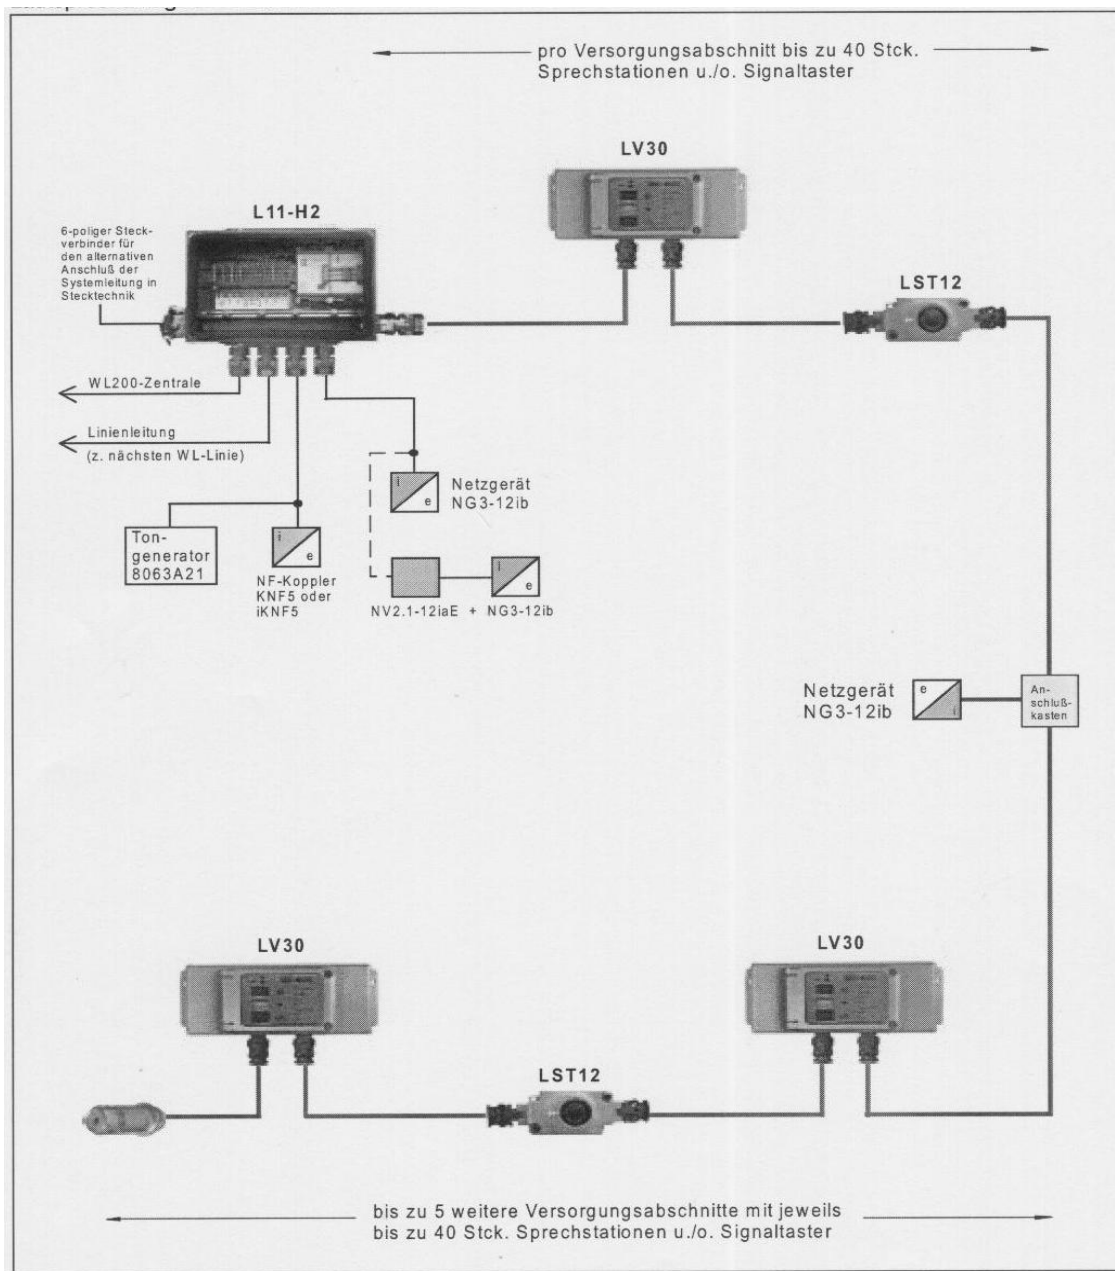 pro Versorgungsabschnitt bis zu 40 Stck.
Sprechstationen u./o. Signaltaster
LV30
L11-H2
6-poliger Steck-
verbinder für
den alternativen
Anschluß der
Systemleitung in
Stecktechnik
LST12
WL200-Zentrale
Linienleitung
(z. nächsten WL-Linie)
i
e
Netzgerät
NG3-12ib
Ton-
generator
8063A21
i
e
NF-Koppler
KNF5 oder
iKNF5
i
e
NV2.1-12iaE + NG3-12ib
Netzgerät
NG3-12ib
e
i
An-
schluß-
kasten
LV30
LV30
LST12
bis zu 5 weitere Versorgungsabschnitte mit jeweils
bis zu 40 Stck. Sprechstationen u./o. Signaltaster